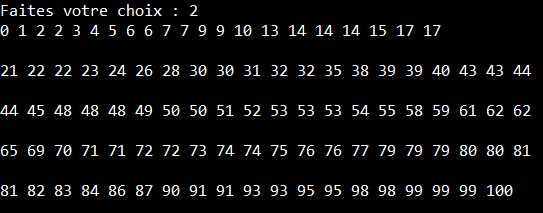 Faites votre choix : 2
0 1 2 2 3 4 5 6 6 7 7 9 9 10 13 14 14 14 15 17 17
21 22 22 23 24 26 28 30 30 31 32 32 35 38 39 39 40 43 43 44
44 45 48 48 48 49 50 50 51 52 53 53 53 54 55 58 59 61 62 62
65 69 70 71 71 72 72 73 74 74 75 76 76 77 79 79 79 80 80 81
81 82 83 84 86 87 90 91 91 93 93 95 95 98 98 99 99 99 100